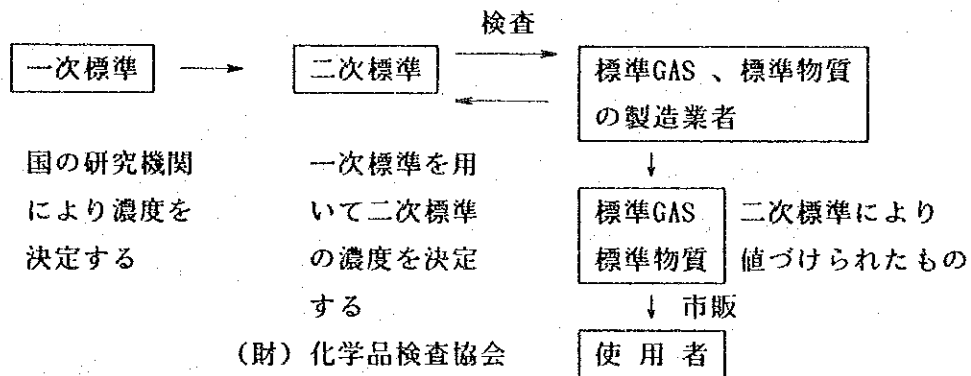 検査
一次標準 → 二次標準 → 標準GAS 、標準物質
← の製造業者
国の研究機関 一次標準を用 ↓
により濃度を いて二次標準 標準GAS 二次標準により
決定する の濃度を決定 標準物質 値づけられたもの
する ↓ 市販
(財)化学品検査協会 使 用 者